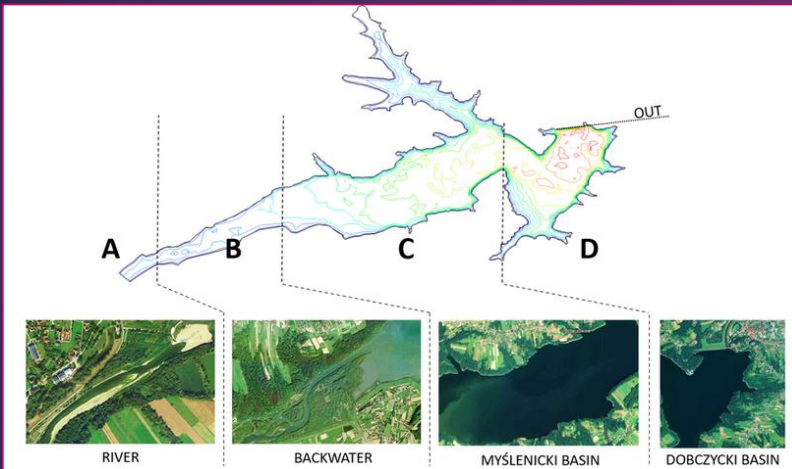 OUT
A
B
C
D
RIVER
BACKWATER
MYŚLENICKI BASIN
DOBCZYCKI BASIN